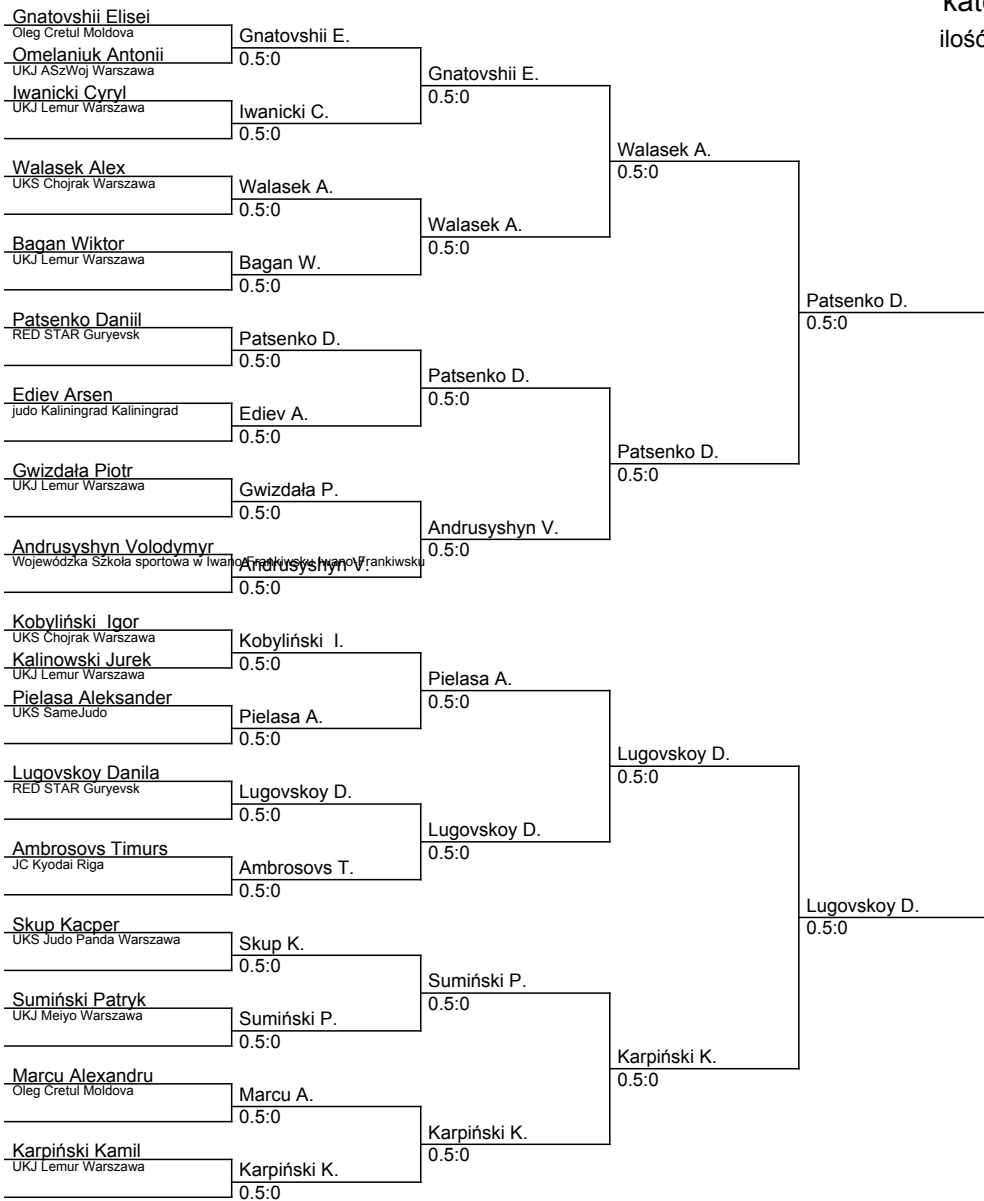 kate
ilość
Gnatovshii Elisei
Oleg Cretul Moldova
Omelaniuk Antonii
UKJ ASzWoj Warszawa
Iwanicki Cyryl
UKJ Lemur Warszawa
Walasek Alex
UKS Chojrak Warszawa
Bagan Wiktor
UKJ Lemur Warszawa
Patsenko Daniil
RED STAR Guryevsk
Ediev Arsen
judo Kaliningrad Kaliningrad
Gwizdała Piotr
UKJ Lemur Warszawa
Andrusyshyn Volodymyr
Wojewódzka Szkoła sportowa w Iwano-Frankiwsku Iwano-Frankiwsku
Kobyliński Igor
UKS Chojrak Warszawa
Kalinowski Jurek
UKJ Lemur Warszawa
Pielasa Aleksander
UKS SameJudo
Lugovskoy Danila
RED STAR Guryevsk
Ambrosovs Timurs
JC Kyodai Riga
Skup Kacper
UKS Judo Panda Warszawa
Sumiński Patryk
UKJ Meiyo Warszawa
Marcu Alexandru
Oleg Cretul Moldova
Karpiński Kamil
UKJ Lemur Warszawa
Gnatovshii E.
0.5:0
Iwanicki C.
0.5:0
Walasek A.
0.5:0
Bagan W.
0.5:0
Patsenko D.
0.5:0
Ediev A.
0.5:0
Gwizdała P.
0.5:0
Andrusyshyn V.
0.5:0
Kobyliński I.
0.5:0
Pielasa A.
0.5:0
Lugovskoy D.
0.5:0
Ambrosovs T.
0.5:0
Skup K.
0.5:0
Sumiński P.
0.5:0
Marcu A.
0.5:0
Karpiński K.
0.5:0
Gnatovshii E.
0.5:0
Walasek A.
0.5:0
Patsenko D.
0.5:0
Andrusyshyn V.
0.5:0
Pielasa A.
0.5:0
Lugovskoy D.
0.5:0
Sumiński P.
0.5:0
Karpiński K.
0.5:0
Walasek A.
0.5:0
Patsenko D.
0.5:0
Lugovskoy D.
0.5:0
Karpiński K.
0.5:0
Patsenko D.
0.5:0
Lugovskoy D.
0.5:0